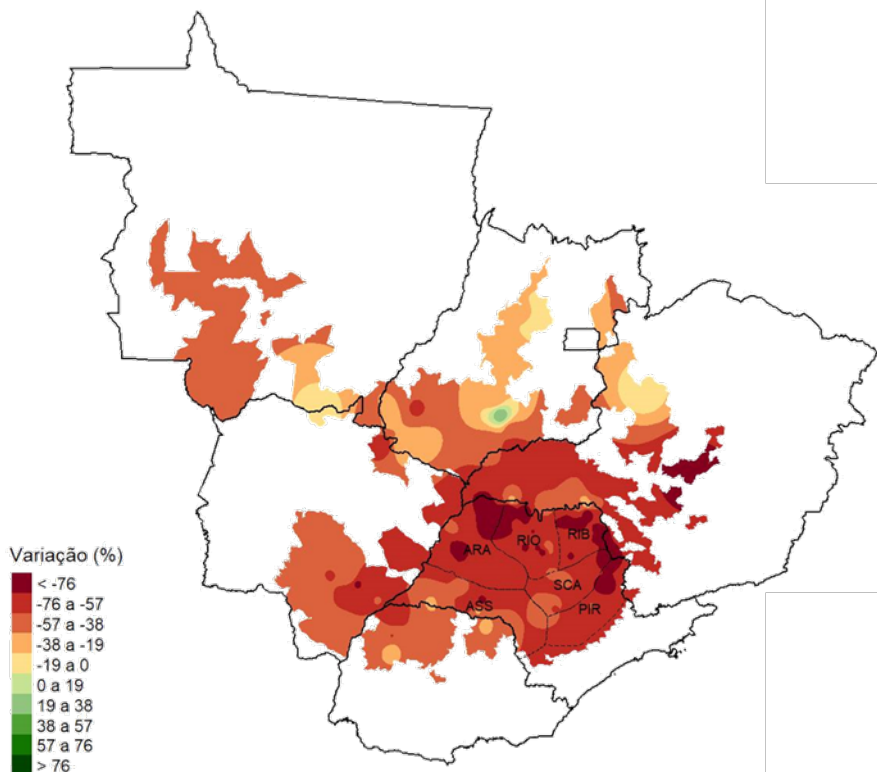 ARA
RIO
RIB
SCA
ASS
PIR
Variação (%)
< -76
-76 a -57
-57 a -38
-38 a -19
-19 a 0
0 a 19
19 a 38
38 a 57
57 a 76
> 76